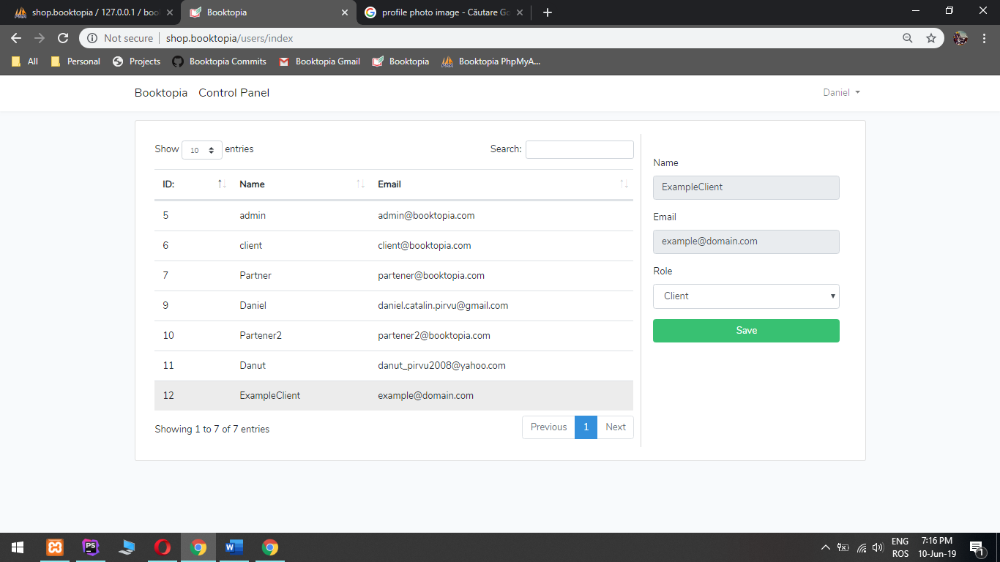 shop.booktopia / 127.0.0.1 / boo
Booktopia
profile photo image - Căutare Go
Not secure shop.booktopia/users/index
All Personal Projects Booktopia Commits Booktopia Gmail Booktopia Booktopia PhpMyA...
Booktopia Control Panel Daniel
Show 10 entries Search:
ID: Name Email
5 admin admin@booktopia.com
6 client client@booktopia.com
7 Partner partener@booktopia.com
9 Daniel daniel.catalin.pirvu@gmail.com
10 Partener2 partener2@booktopia.com
11 Danut danut_pirvu2008@yahoo.com
12 ExampleClient example@domain.com
Showing 1 to 7 of 7 entries Previous 1 Next
Name
ExampleClient
Email
example@domain.com
Role
Client
Save
PS
W
ENG
ROS
7:16 PM
10-Jun-19
1